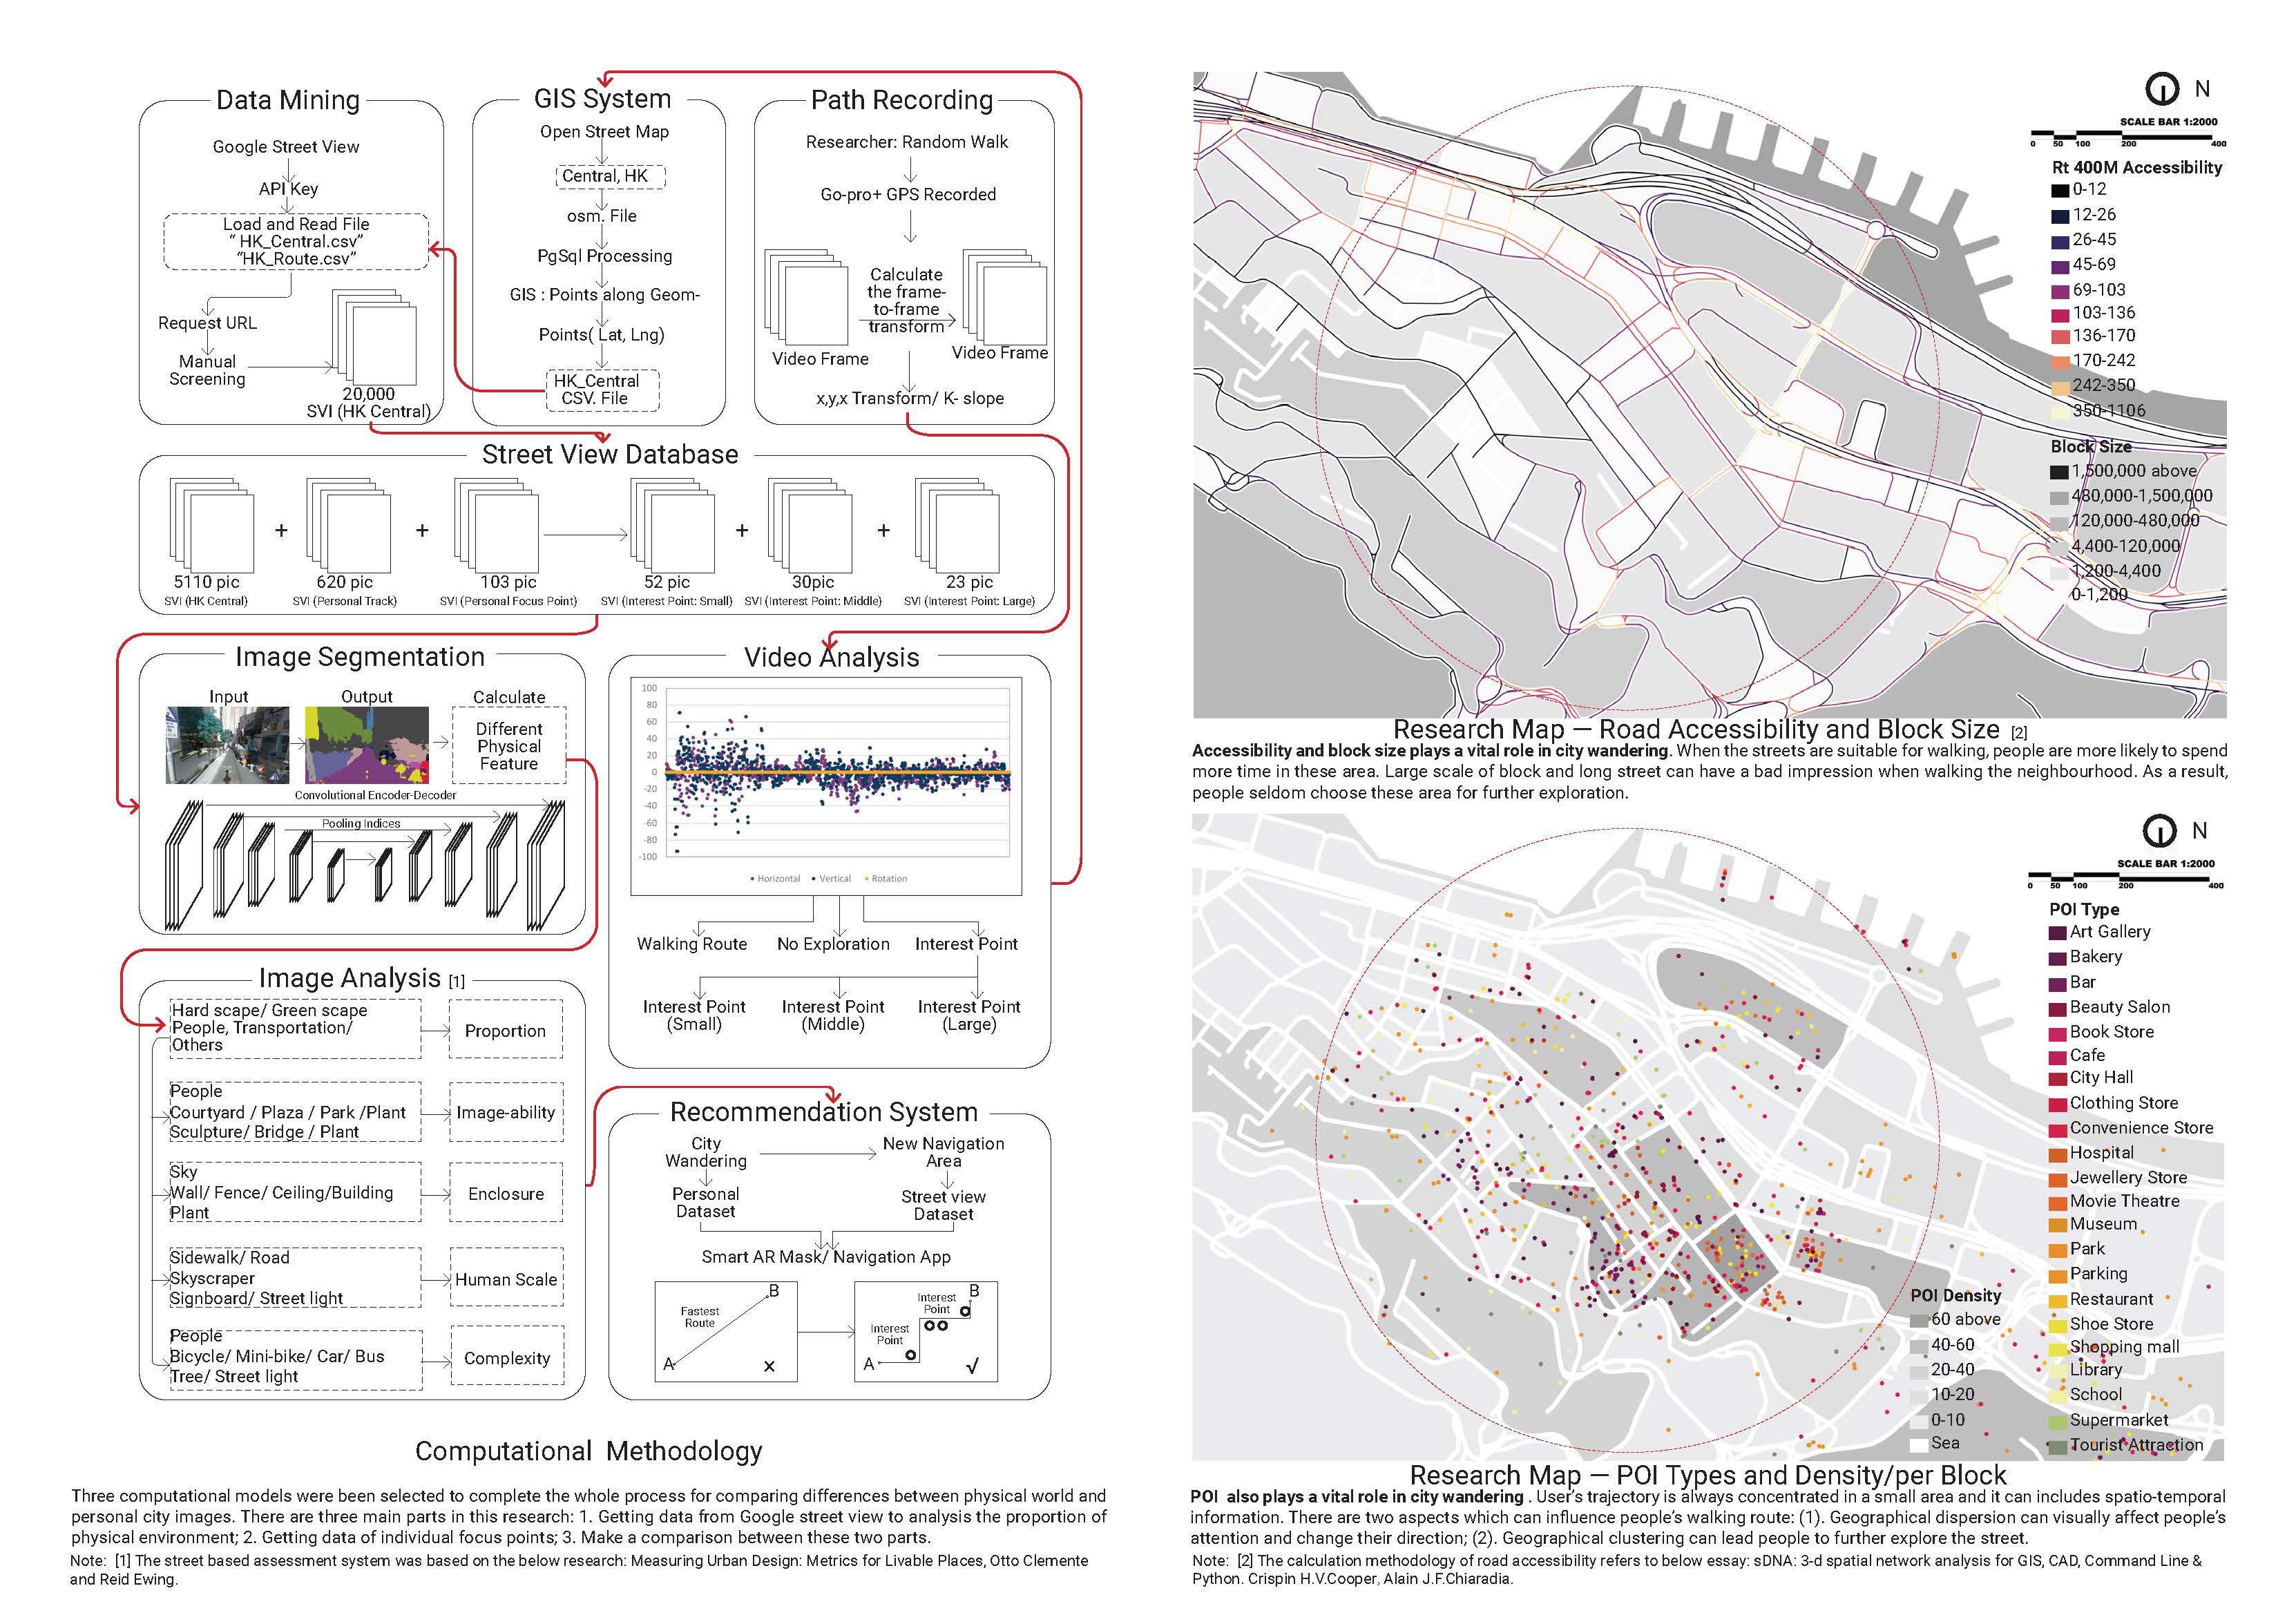 Data Mining
Google Street View
API Key
Load and Read File
“ HK_Central.csv”
“HK_Route.csv”
Request URL
Manual
Screening
20,000
SVI (HK Central)
GIS System
Open Street Map
Central, HK
osm. File
PgSql Processing
GIS : Points along Geom-
Points( Lat, Lng)
HK_Central
CSV. File
Path Recording
Researcher: Random Walk
Go-pro+ GPS Recorded
Calculate
the frame-
to-frame
transform
Video Frame
Video Frame
x,y,x Transform/ K- slope
Street View Database
+ + + + +
5110 pic
SVI (HK Central)
620 pic
SVI (Personal Track)
103 pic
SVI (Personal Focus Point)
52 pic
SVI (Interest Point: Small)
30pic
SVI (Interest Point: Middle)
23 pic
SVI (Interest Point: Large)
Image Segmentation
Input
Output
Calculate
Different
Physical
Feature
Convolutional Encoder-Decoder
Pooling Indices
Video Analysis
100
80
60
40
20
0
-20
-40
-60
-80
-100
Horizontal Vertical Rotation
Walking Route
No Exploration
Interest Point
Interest Point
(Small)
Interest Point
(Middle)
Interest Point
(Large)
Image Analysis [1]
Hard scape/ Green scape
People, Transportation/
Others
Proportion
People
Courtyard / Plaza / Park /Plant
Sculpture/ Bridge / Plant
Image-ability
Sky
Wall/ Fence/ Ceiling/Building
Plant
Enclosure
Sidewalk/ Road
Skyscraper
Signboard/ Street light
Human Scale
People
Bicycle/ Mini-bike/ Car/ Bus
Tree/ Street light
Complexity
Recommendation System
City
Wandering
New Navigation
Area
Personal
Dataset
Street view
Dataset
Smart AR Mask/ Navigation App
Fastest
Route
A
B
x
Interest
Point
Interest
Point
A
B
√
Computational Methodology
Three computational models were been selected to complete the whole process for comparing differences between physical world and
personal city images. There are three main parts in this research: 1. Getting data from Google street view to analysis the proportion of
physical environment; 2. Getting data of individual focus points; 3. Make a comparison between these two parts.
Note: [1] The street based assessment system was based on the below research: Measuring Urban Design: Metrics for Livable Places, Otto Clemente
and Reid Ewing.
N
SCALE BAR 1:2000
0 50 100 200 400
Rt 400M Accessibility
0-12
12-26
26-45
45-69
69-103
103-136
136-170
170-242
242-350
350-1106
Block Size
1,500,000 above
480,000-1,500,000
120,000-480,000
4,400-120,000
1,200-4,400
0-1,200
Research Map — Road Accessibility and Block Size [2]
Accessibility and block size plays a vital role in city wandering. When the streets are suitable for walking, people are more likely to spend
more time in these area. Large scale of block and long street can have a bad impression when walking the neighbourhood. As a result,
people seldom choose these area for further exploration.
N
SCALE BAR 1:2000
0 50 100 200 400
POI Type
Art Gallery
Bakery
Bar
Beauty Salon
Book Store
Cafe
City Hall
Clothing Store
Convenience Store
Hospital
Jewellery Store
Movie Theatre
Museum
Park
Parking
Restaurant
Shoe Store
Shopping mall
Library
School
Supermarket
Tourist Attraction
POI Density
60 above
40-60
20-40
10-20
0-10
Sea
Research Map — POI Types and Density/per Block
POI also plays a vital role in city wandering . User’s trajectory is always concentrated in a small area and it can includes spatio-temporal
information. There are two aspects which can influence people’s walking route: (1). Geographical dispersion can visually affect people’s
attention and change their direction; (2). Geographical clustering can lead people to further explore the street.
Note: [2] The calculation methodology of road accessibility refers to below essay: sDNA: 3-d spatial network analysis for GIS, CAD, Command Line &
Python. Crispin H.V.Cooper, Alain J.F.Chiaradia.